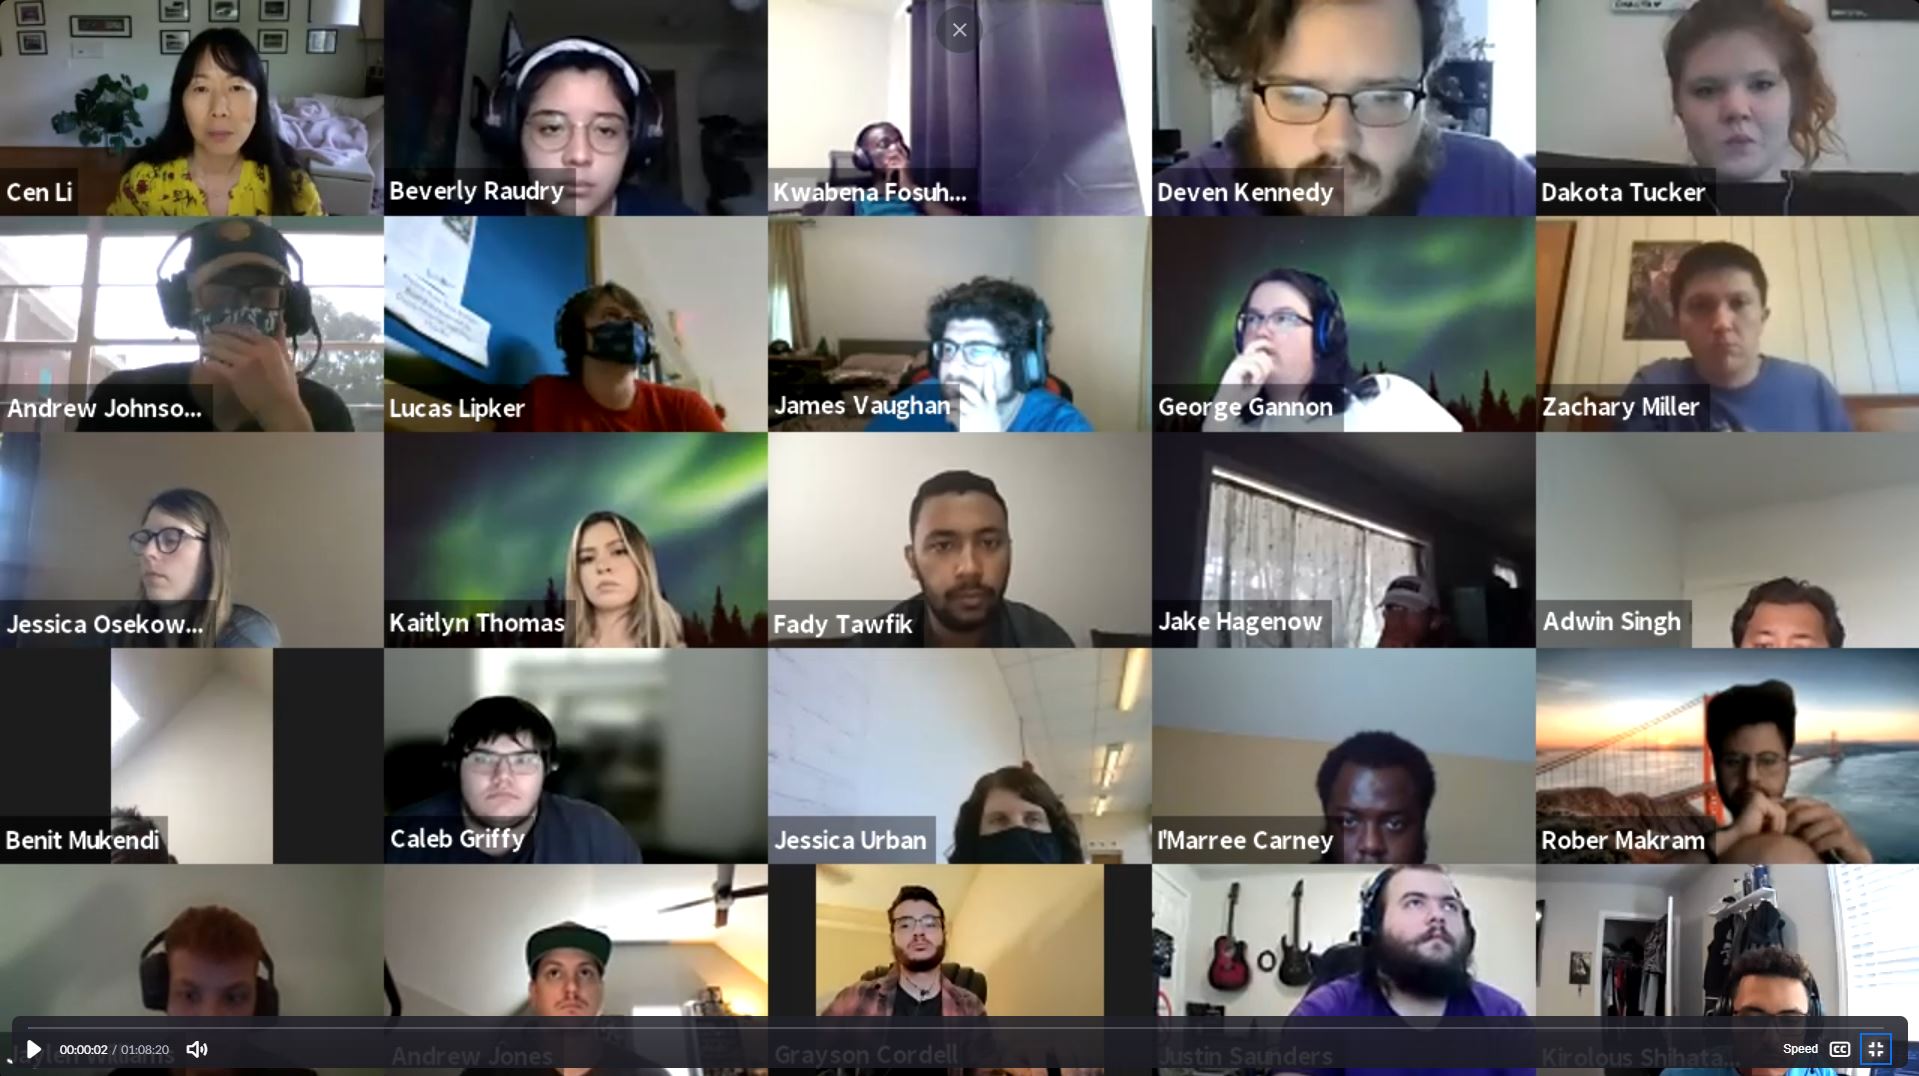 Cen Li
Beverly Raudry
Kwabena Fosuh...
Deven Kennedy
Dakota Tucker
Andrew Johnso...
Lucas Lipker
James Vaughan
George Gannon
Zachary Miller
Jessica Osekow...
Kaitlyn Thomas
Fady Tawfik
Jake Hagenow
Adwin Singh
Benit Mukendi
Caleb Griffy
Jessica Urban
I'Marree Carney
Rober Makram
Andrew Jones
Grayson Cordell
Justin Saunders
Kirolous Shihata...
00:00:02 / 01:08:20
Speed
CC